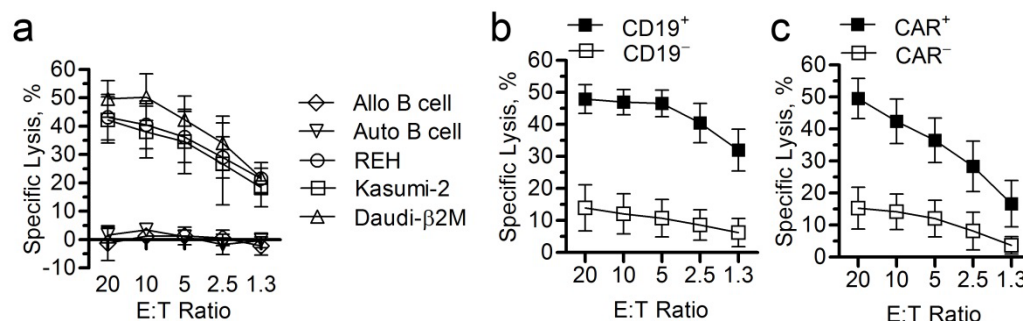 a
Specific Lysis, %
60
50
40
30
20
10
0
-10
20 10 5 2.5 1.3
E:T Ratio
Allo B cell
Auto B cell
REH
Kasumi-2
Daudi-β2M
b
CD19⁺
CD19⁻
Specific Lysis, %
60
50
40
30
20
10
0
20 10 5 2.5 1.3
E:T Ratio
c
CAR⁺
CAR⁻
Specific Lysis, %
60
50
40
30
20
10
0
20 10 5 2.5 1.3
E:T Ratio